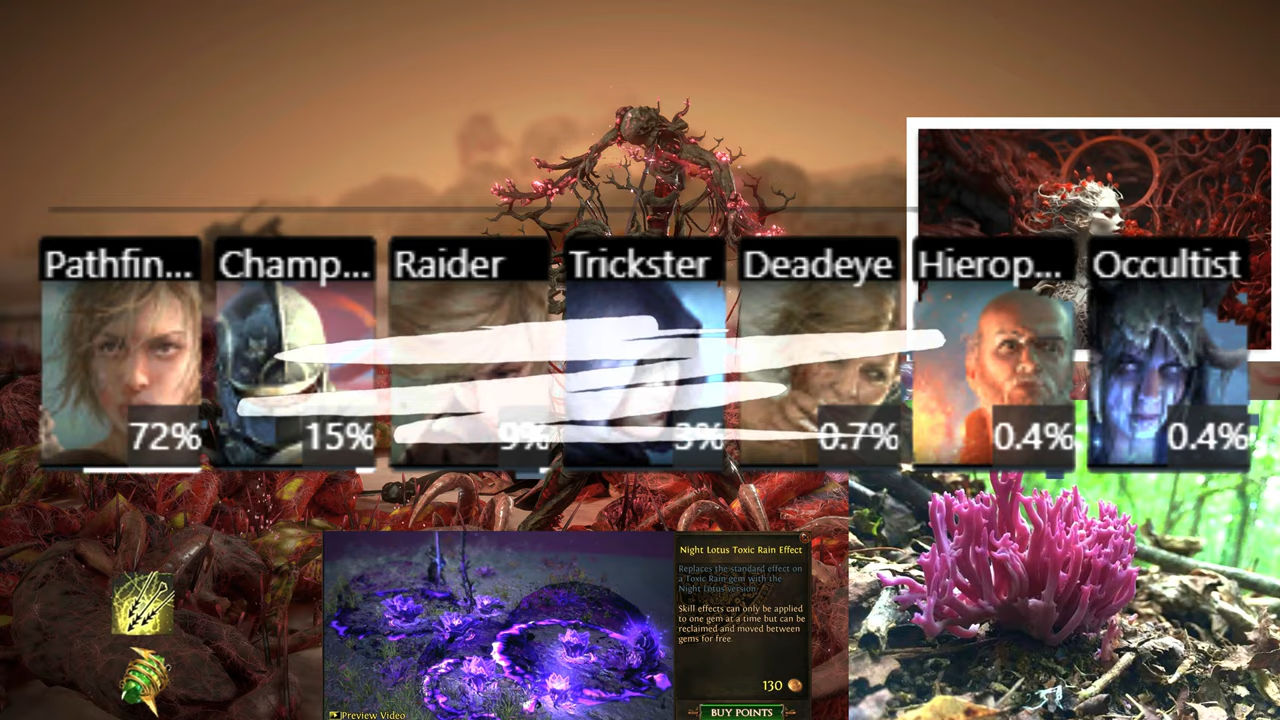 Pathfin...
Champ...
Raider
Trickster
Deadeye
Hierop...
Occultist
72%
15%
9%
3%
0.7%
0.4%
0.4%
Night Lotus Toxic Rain Effect
Replaces the standard effect on
a Toxic Rain gem with the
Night Lotus version
Skill effects can only be applied
to one gem at a time but can be
reclaimed and moved between
gems for free.
130
Preview Video
BUY POINTS